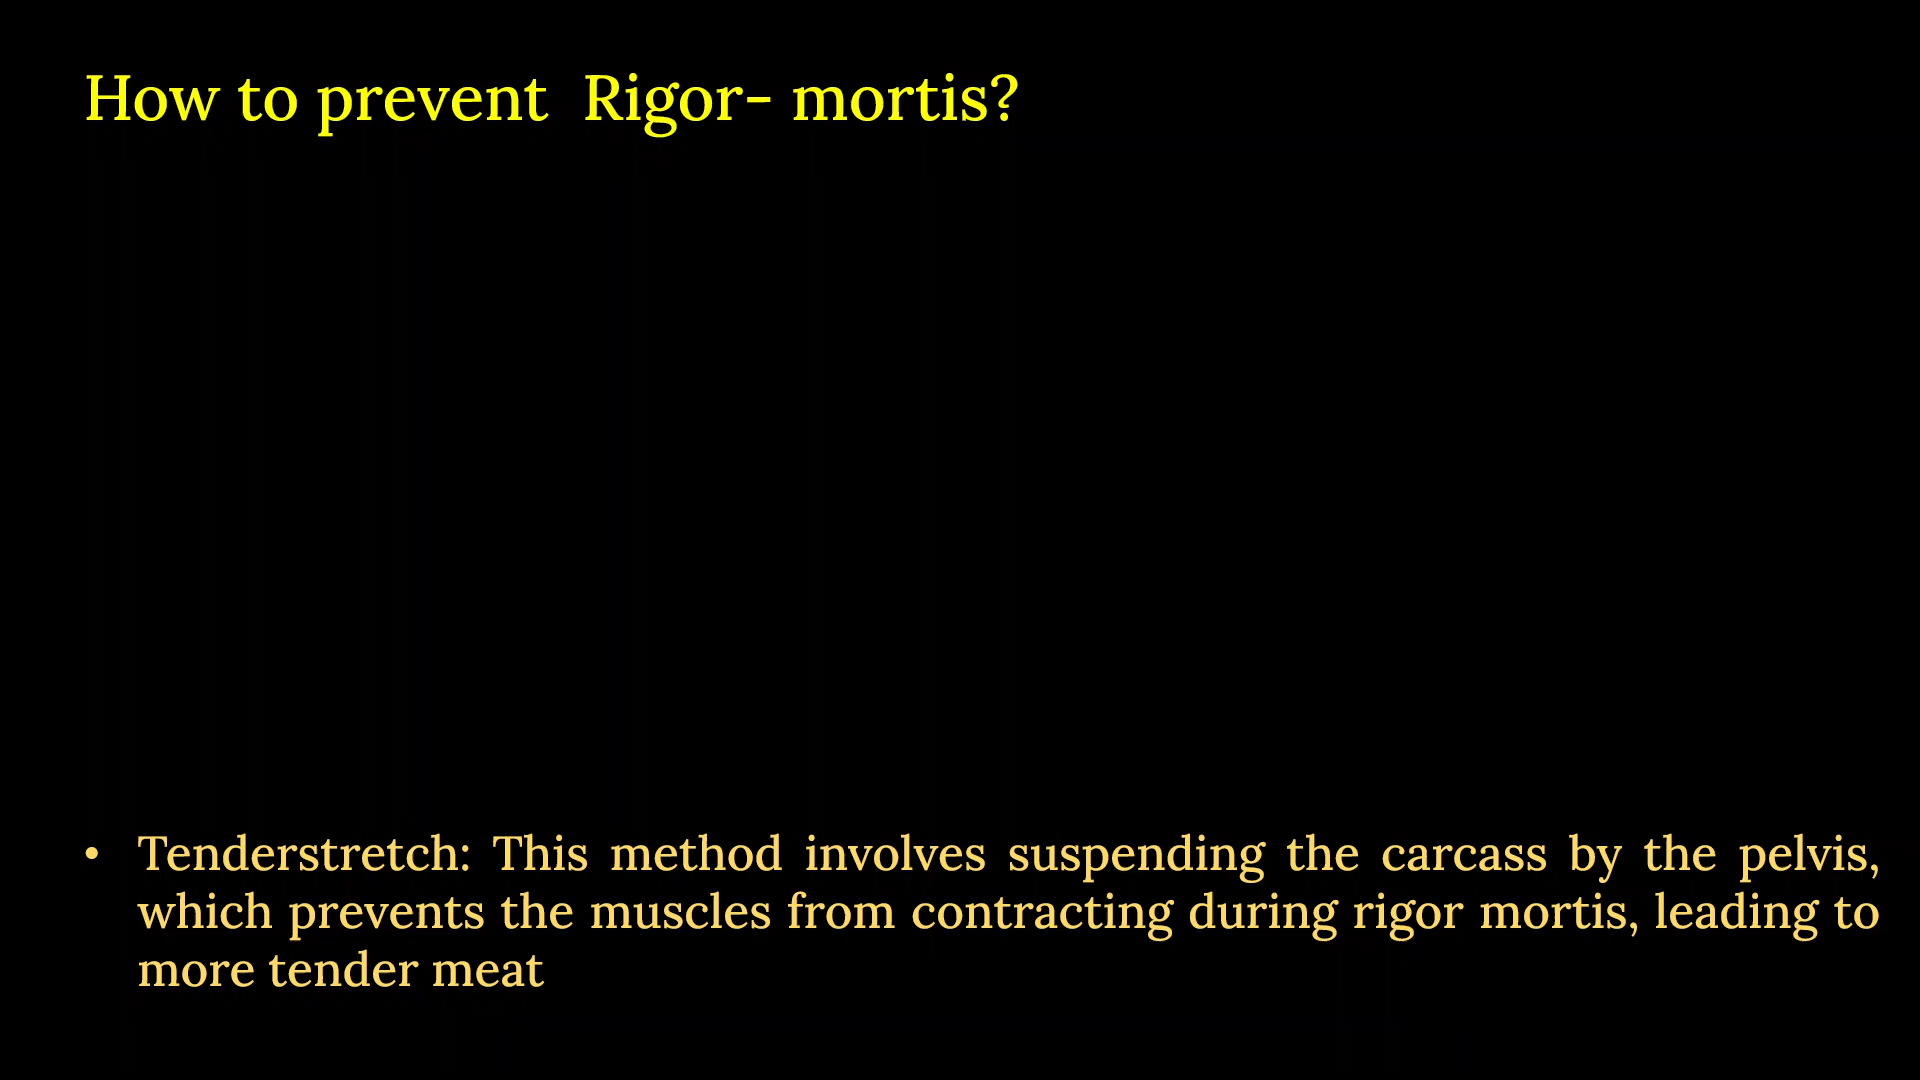 How to prevent  Rigor- mortis?
• Tenderstretch: This method involves suspending the carcass by the pelvis,
which prevents the muscles from contracting during rigor mortis, leading to
more tender meat